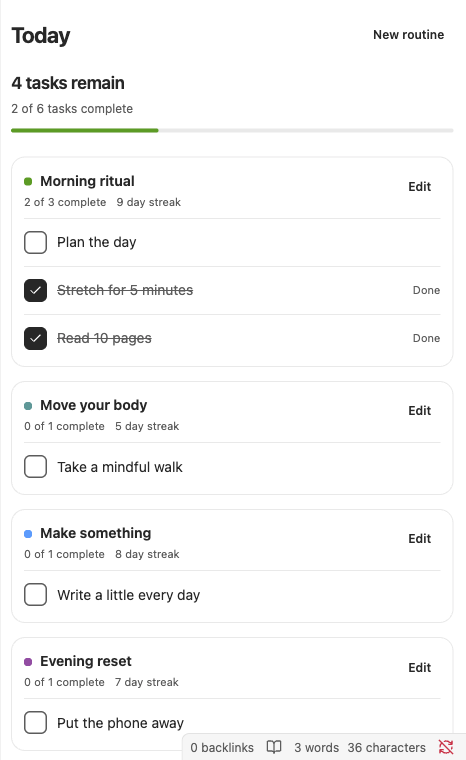 Today
New routine
4 tasks remain
2 of 6 tasks complete
Morning ritual
Edit
2 of 3 complete 9 day streak
Plan the day
Stretch for 5 minutes
Done
Read 10 pages
Done
Move your body
Edit
0 of 1 complete 5 day streak
Take a mindful walk
Make something
Edit
0 of 1 complete 8 day streak
Write a little every day
Evening reset
Edit
0 of 1 complete 7 day streak
Put the phone away
0 backlinks 3 words 36 characters